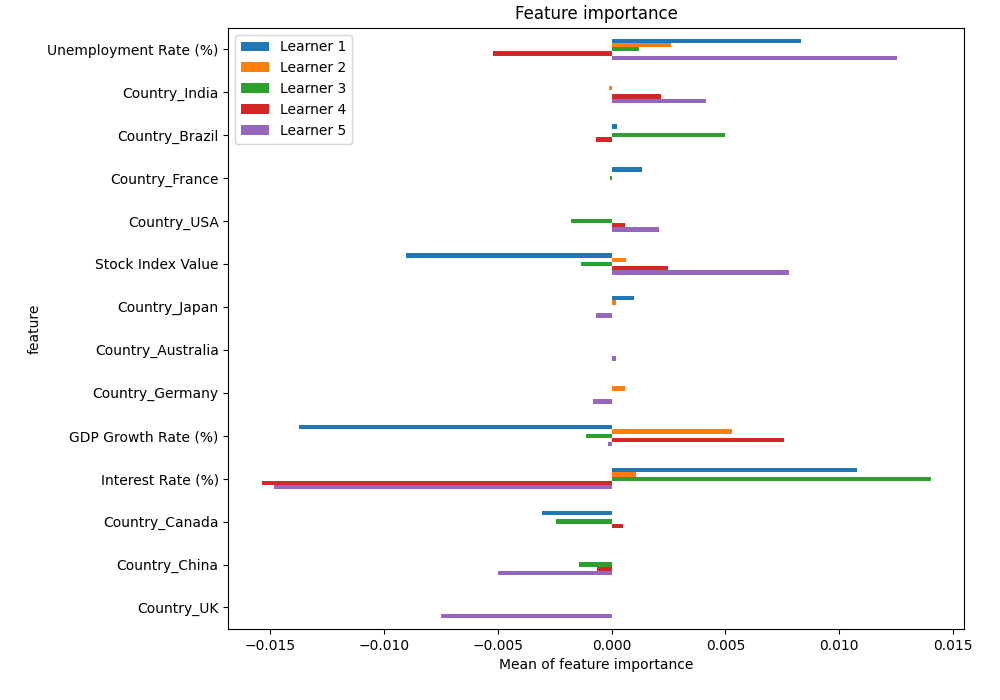 Feature importance
Learner 1
Learner 2
Learner 3
Learner 4
Learner 5
Unemployment Rate (%)
Country_India
Country_Brazil
Country_France
Country_USA
Stock Index Value
Country_Japan
Country_Australia
Country_Germany
GDP Growth Rate (%)
Interest Rate (%)
Country_Canada
Country_China
Country_UK
feature
−0.015 −0.010 −0.005 0.000 0.005 0.010 0.015
Mean of feature importance